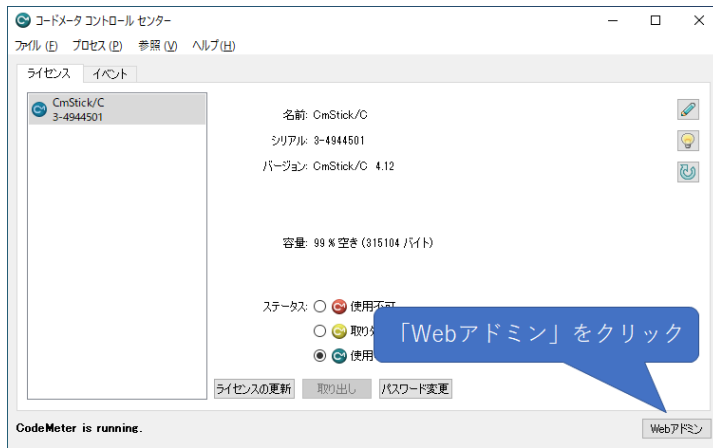 コードメータ コントロール センター
ファイル (F) プロセス (P) 参照 (V) ヘルプ(H)
ライセンス イベント
CmStick/C
3-4944501
名前: CmStick/C
シリアル: 3-4944501
バージョン: CmStick/C 4.12
容量: 99 % 空き (315104 バイト)
ステータス: 使用不可
取り
使用
「Webアドミン」をクリック
ライセンスの更新 取り出し パスワード変更
CodeMeter is running.
Webアドミン